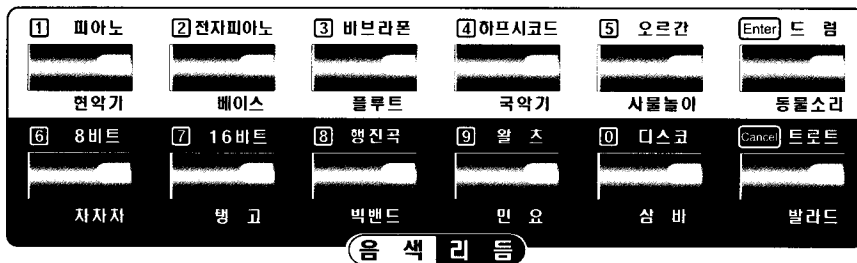 1 피아노 2 전자피아노 3 바브라폰 4 하프시코드 5 오르간 Enter 드 럼
현악기 베이스 플루트 국악기 사물놀이 동물소리
6 8비트 7 16비트 8 행진곡 9 왈 츠 0 디스코 Cancel 트로트
차차차 탱 고 빅밴드 민 요 삼 바 발라드
음 색 리 듬